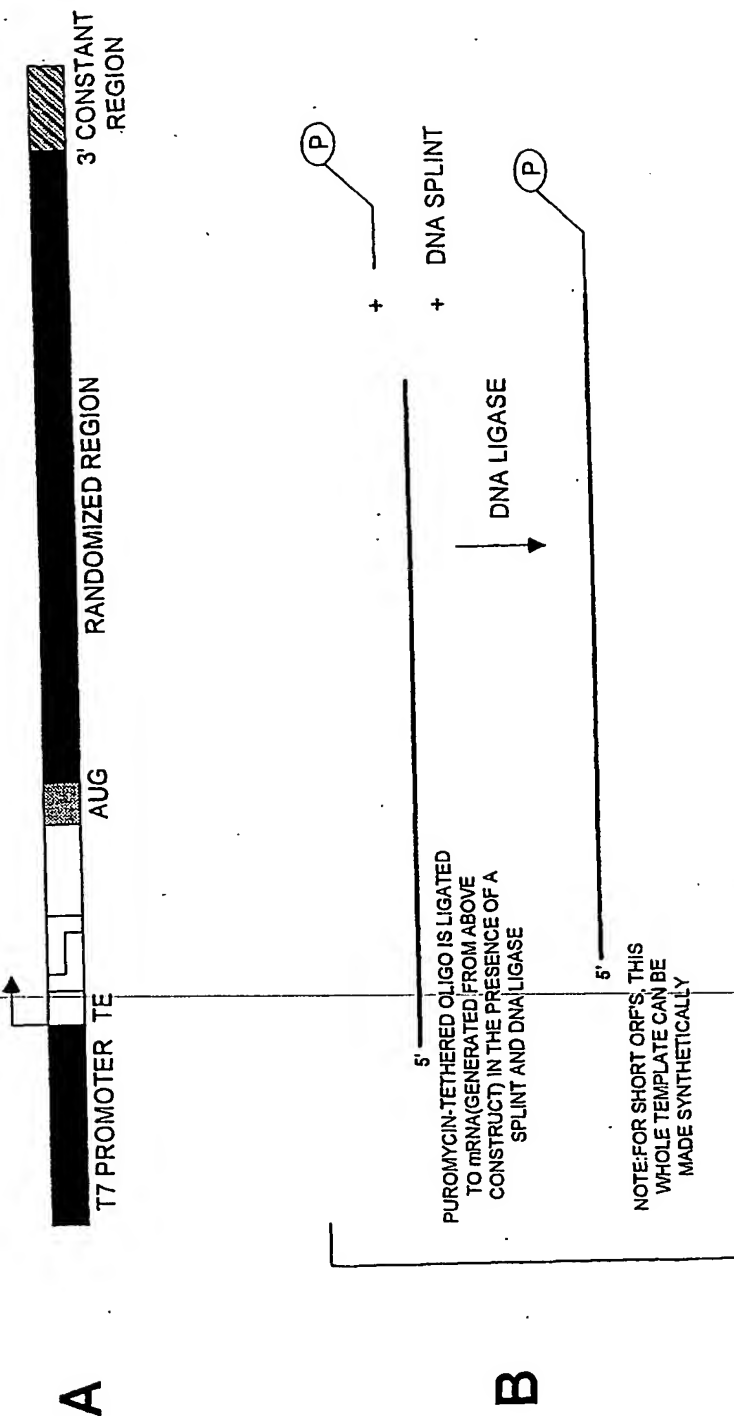 A
T7 PROMOTER TE AUG RANDOMIZED REGION 3' CONSTANT
REGION
B
5'
+ P
PUROMYCIN-TETHERED OLIGO IS LIGATED
TO mRNA(GENERATED FROM ABOVE
CONSTRUCT) IN THE PRESENCE OF A
SPLINT AND DNA LIGASE
+ DNA SPLINT
DNA LIGASE
5'
P
NOTE:FOR SHORT ORF'S, THIS
WHOLE TEMPLATE CAN BE
MADE SYNTHETICALLY